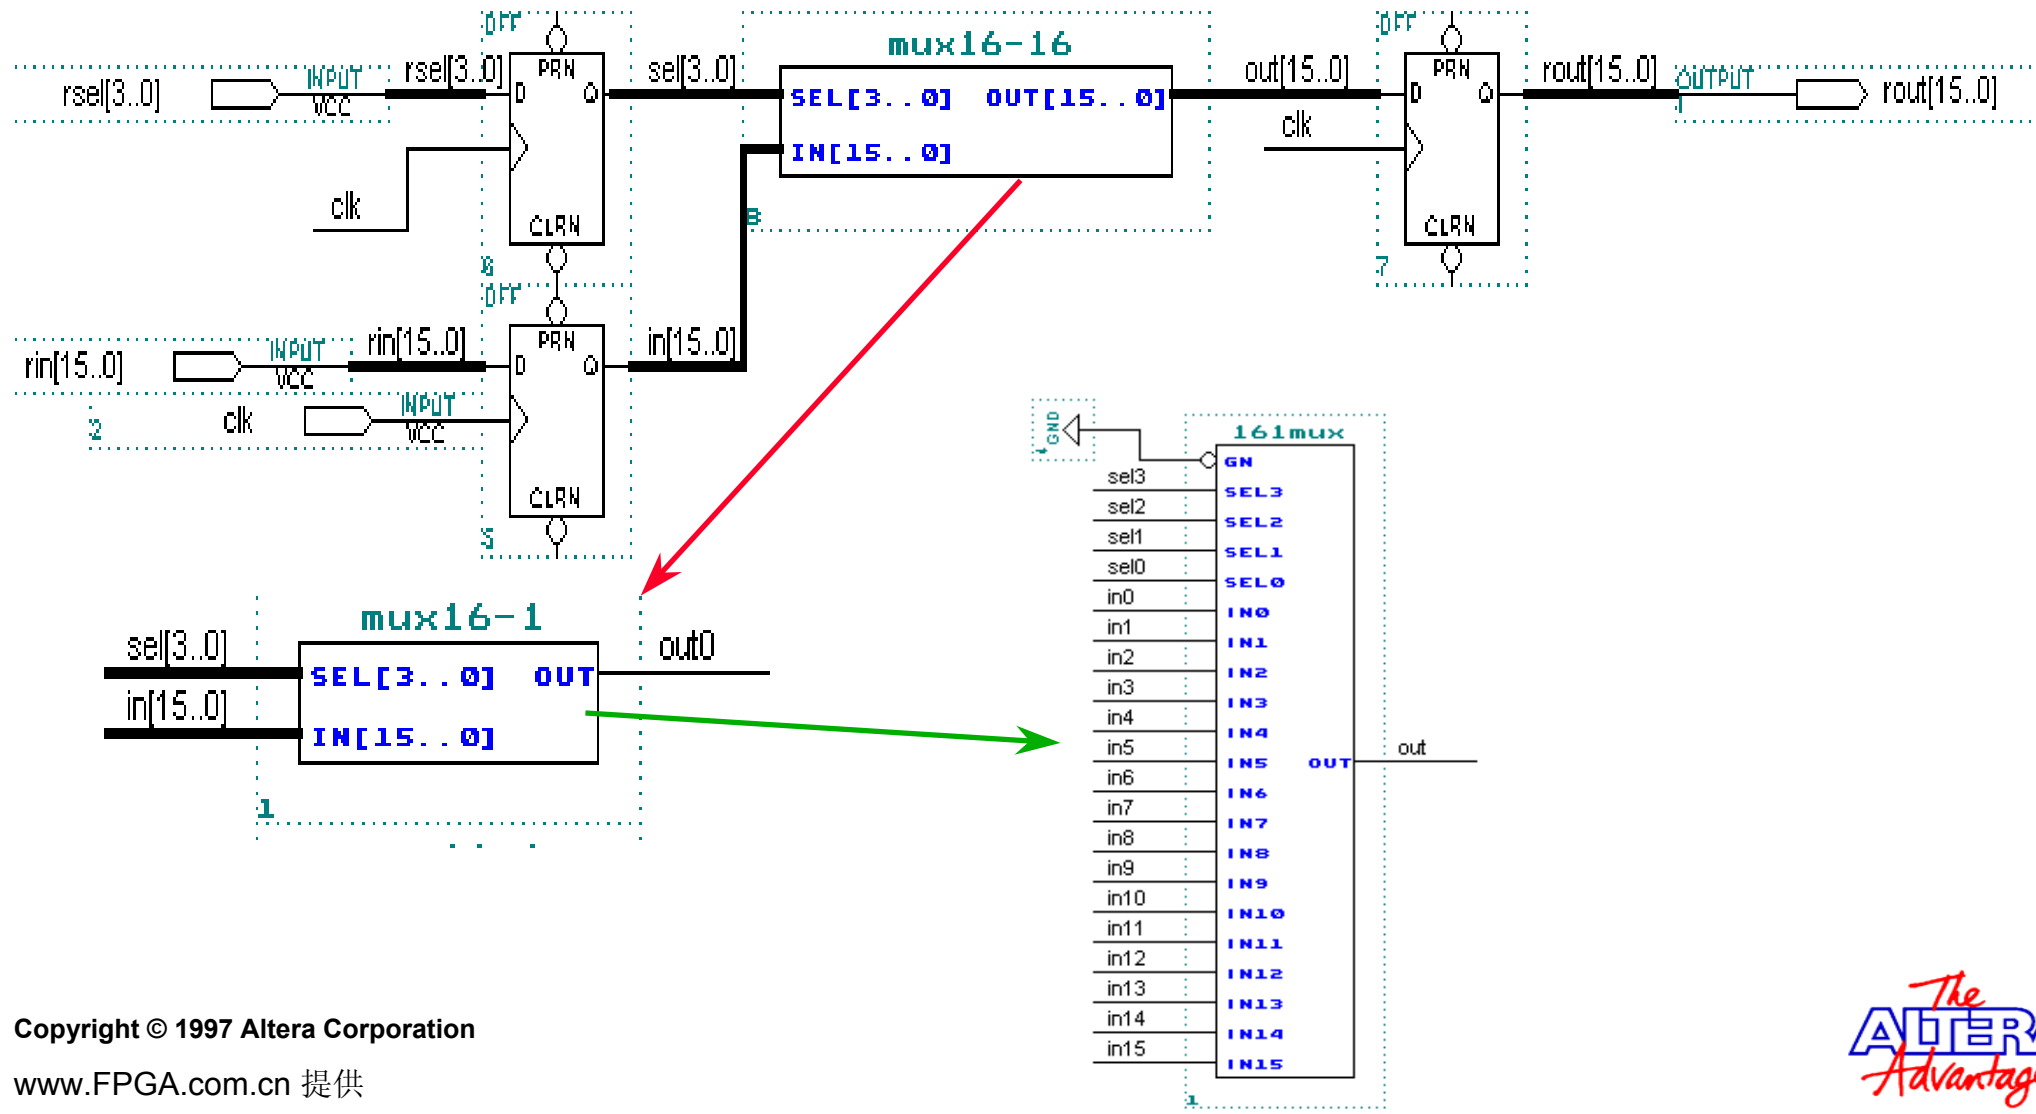 DFF
mux16-16
DFF
rsel[3..0]
INPUT
VCC
rsel[3..0]
PRN
D
Q
CLRN
sel[3..0]
SEL[3..0]
OUT[15..0]
IN[15..0]
out[15..0]
clk
PRN
D
Q
CLRN
rout[15..0]
OUTPUT
rout[15..0]
clk
6
8
7
DFF
rin[15..0]
INPUT
VCC
rin[15..0]
PRN
D
Q
CLRN
in[15..0]
2
clk
INPUT
VCC
5
mux16-1
sel[3..0]
in[15..0]
SEL[3..0]
OUT
IN[15..0]
out0
1
GND
161mux
GN
sel3 SEL3
sel2 SEL2
sel1 SEL1
sel0 SEL0
in0 IN0
in1 IN1
in2 IN2
in3 IN3
in4 IN4
in5 IN5 OUT out
in6 IN6
in7 IN7
in8 IN8
in9 IN9
in10 IN10
in11 IN11
in12 IN12
in13 IN13
in14 IN14
in15 IN15
1
Copyright © 1997 Altera Corporation
www.FPGA.com.cn 提供
The
ALTERA
Advantage